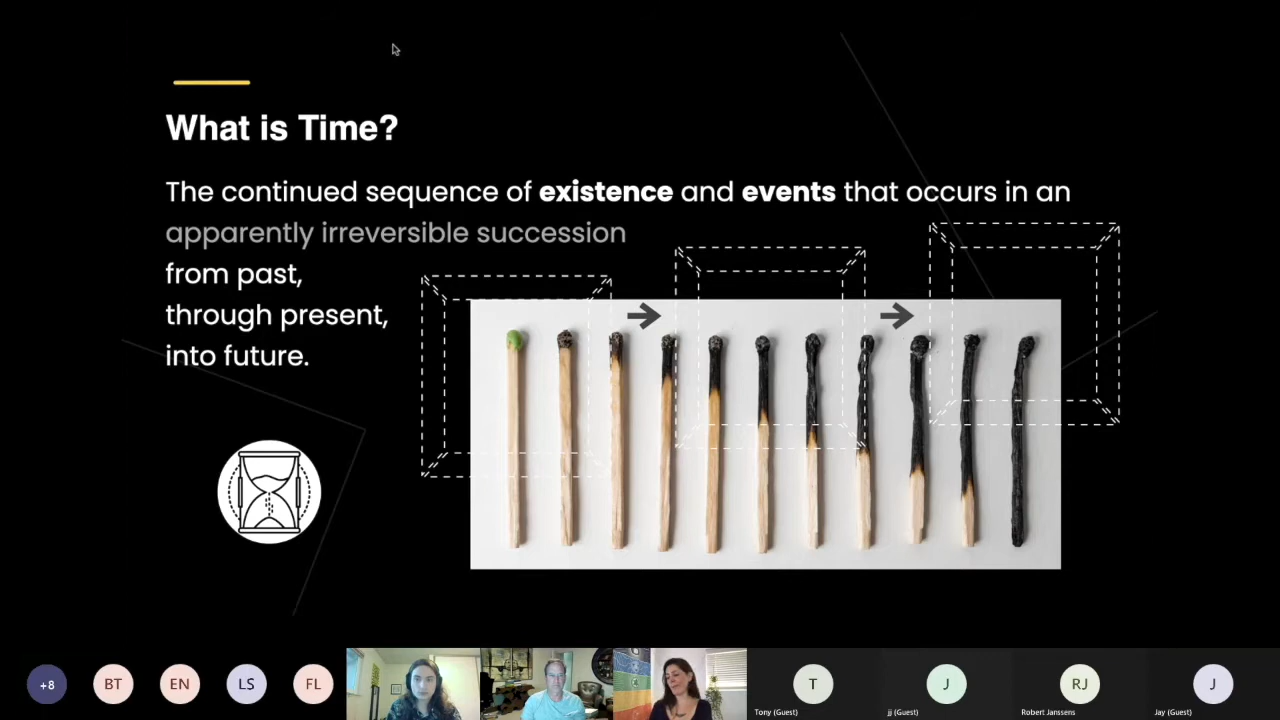 What is Time?
The continued sequence of existence and events that occurs in an
apparently irreversible succession
from past,
through present,
into future.
+8
BT
EN
LS
FL
T
J
RJ
J
Tony (Guest)
jj (Guest)
Robert Janssens
Jay (Guest)